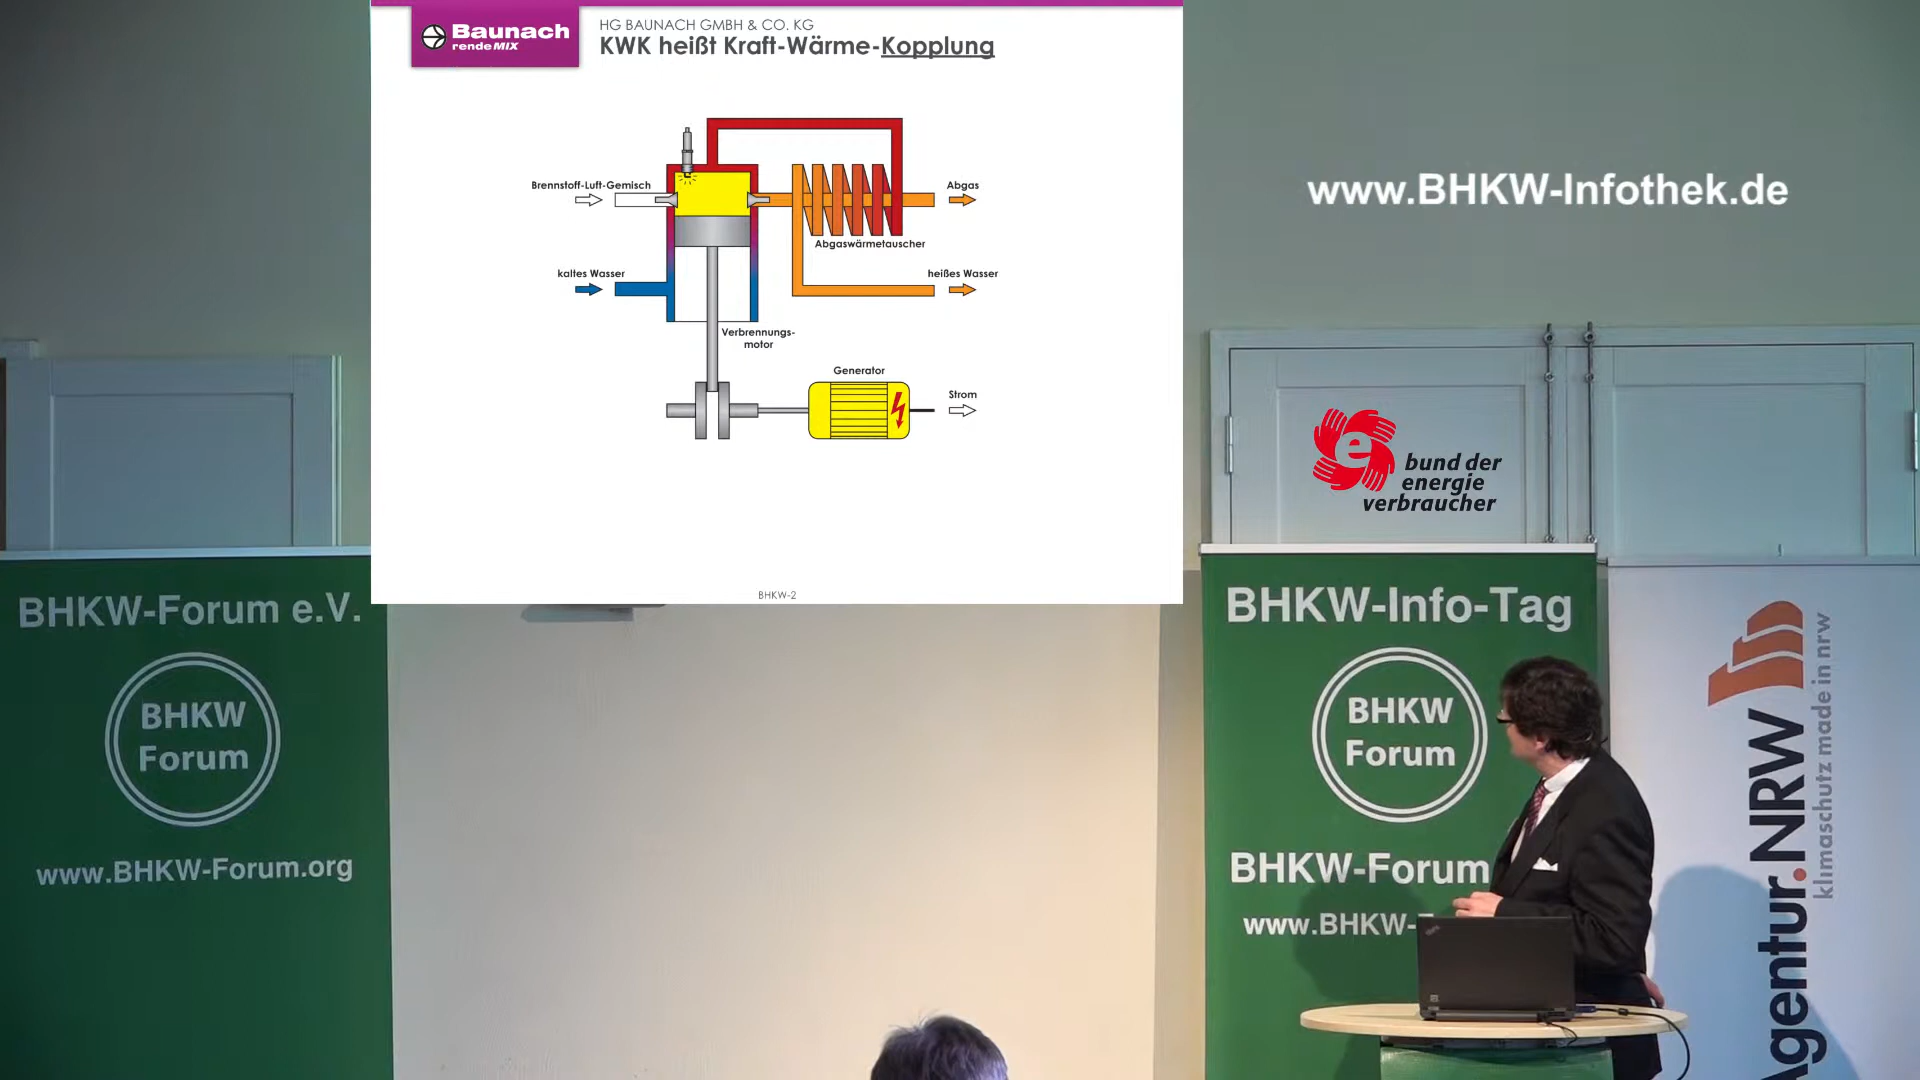 Baunach
rendeMIX
HG BAUNACH GMBH & CO. KG
KWK heißt Kraft-Wärme-Kopplung
Brennstoff-Luft-Gemisch
Abgas
Abgaswärmetauscher
kaltes Wasser
heißes Wasser
Verbrennungs-
motor
Generator
Strom
BHKW-2
www.BHKW-Infothek.de
e
bund der
energie
verbraucher
BHKW-Forum e.V.
BHKW
Forum
www.BHKW-Forum.org
BHKW-Info-Tag
BHKW
Forum
BHKW-Forum
www.BHKW-
Agentur.NRW
klimaschutz made in nrw